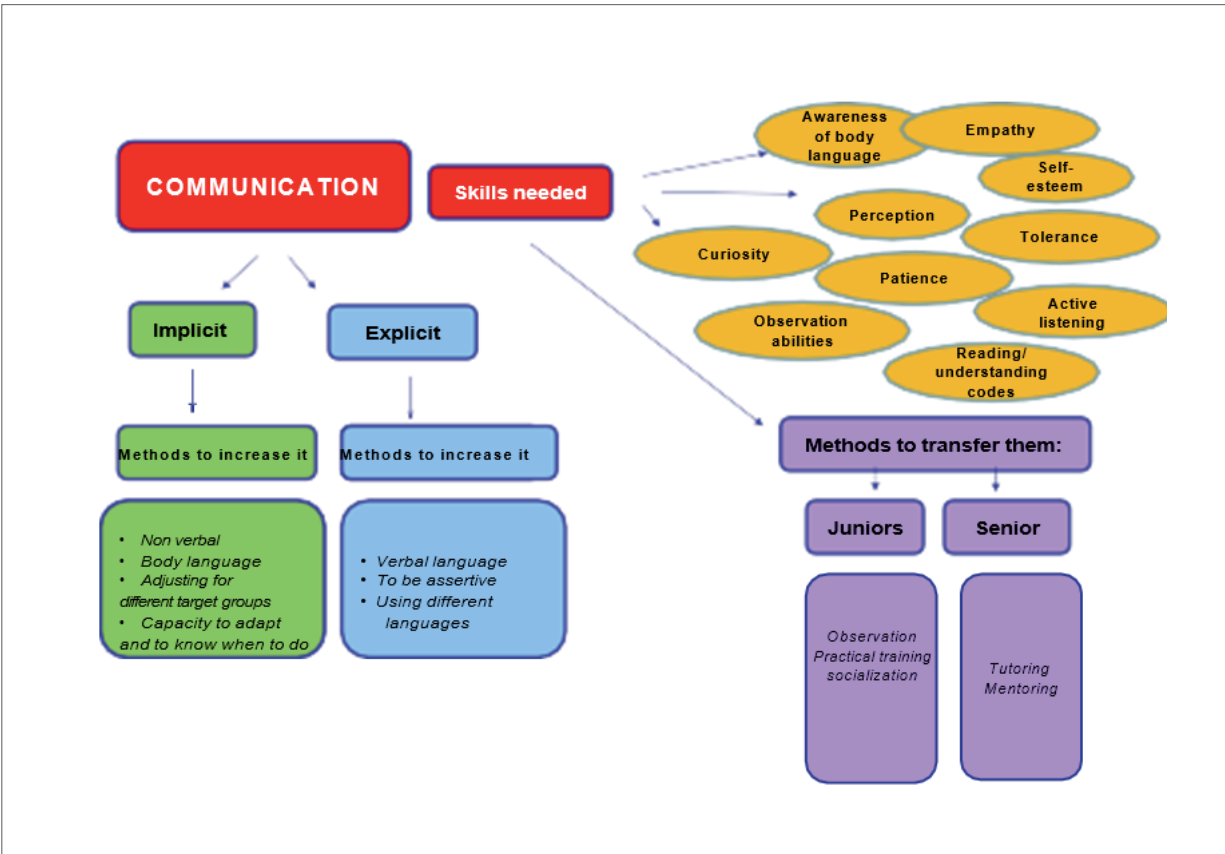 COMMUNICATION
Skills needed
Awareness
of body
language
Empathy
Self-
esteem
Perception
Tolerance
Curiosity
Patience
Active
listening
Observation
abilities
Reading/
understanding
codes
Implicit
Explicit
Methods to increase it
Methods to increase it
• Non verbal
• Body language
• Adjusting for
different target groups
• Capacity to adapt
and to know when to do
• Verbal language
• To be assertive
• Using different
languages
Methods to transfer them:
Juniors
Senior
Observation
Practical training
socialization
Tutoring
Mentoring